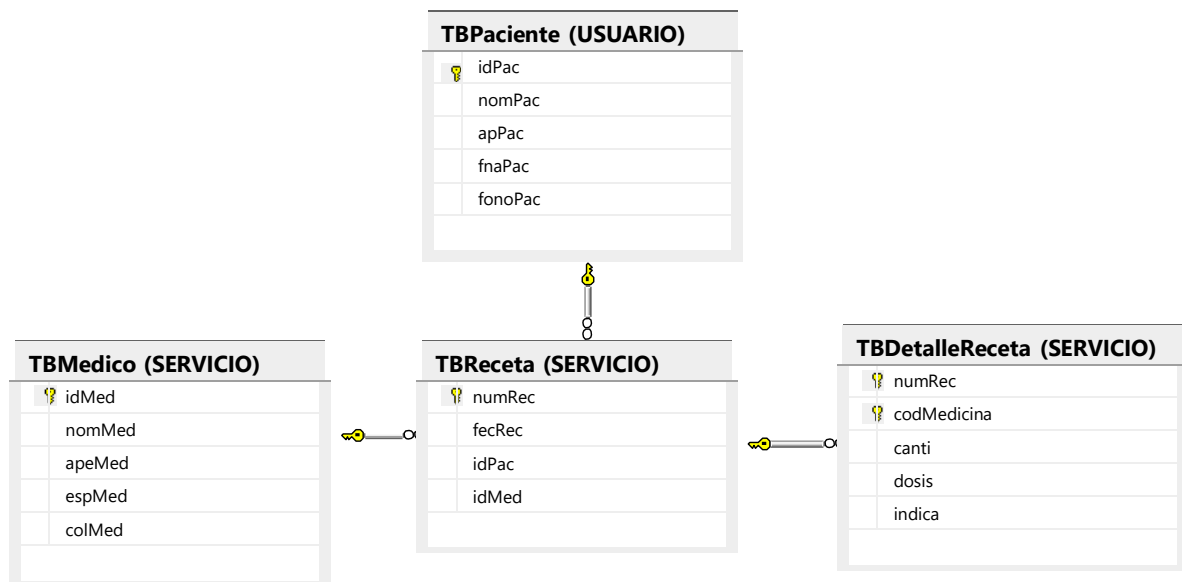 TBPaciente (USUARIO)
idPac
nomPac
apPac
fnaPac
fonoPac
TBMedico (SERVICIO)
idMed
nomMed
apeMed
espMed
colMed
TBReceta (SERVICIO)
numRec
fecRec
idPac
idMed
TBDetalleReceta (SERVICIO)
numRec
codMedicina
canti
dosis
indica